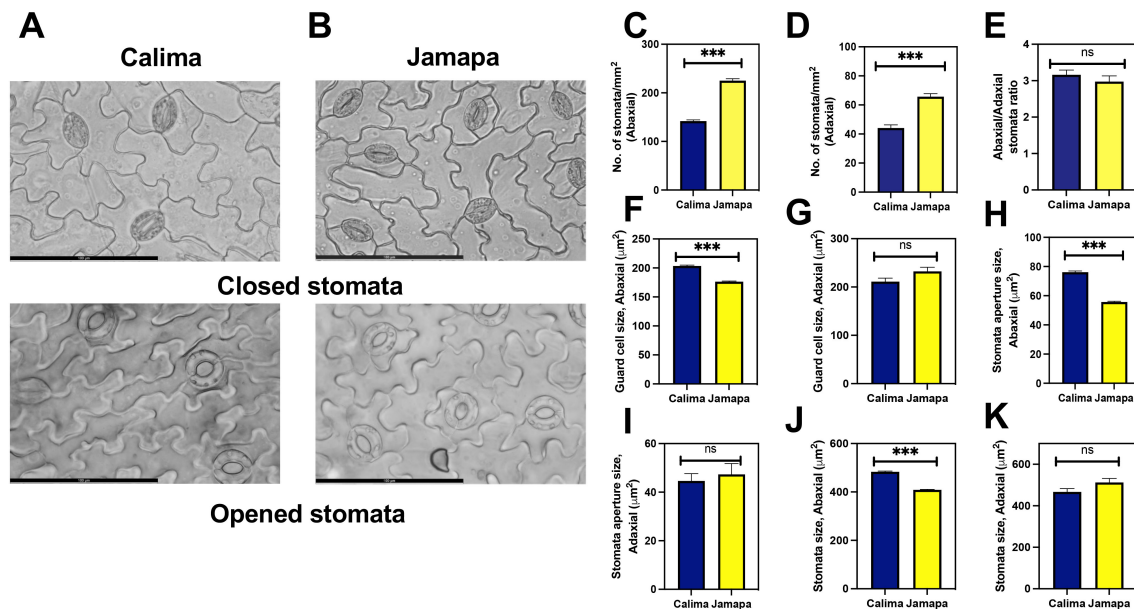 A
Calima
B
Jamapa
Closed stomata
Opened stomata
C
No. of stomata/mm²
(Abaxial)
300
200
100
0
***
Calima Jamapa
D
No. of stomata/mm²
(Adaxial)
100
80
60
40
20
0
***
Calima Jamapa
E
Abaxial/Adaxial
stomata ratio
4
3
2
1
0
ns
Calima Jamapa
F
Guard cell size, Abaxial (μm²)
250
200
150
100
50
0
***
Calima Jamapa
G
Guard cell size, Adaxial (μm²)
300
200
100
0
ns
Calima Jamapa
H
Stomata aperture size,
Abaxial (μm²)
100
80
60
40
20
0
***
Calima Jamapa
I
Stomata aperture size,
Adaxial (μm²)
60
40
20
0
ns
Calima Jamapa
J
Stomata size, Abaxial (μm²)
600
400
200
0
***
Calima Jamapa
K
Stomata size, Adaxial (μm²)
600
400
200
0
ns
Calima Jamapa